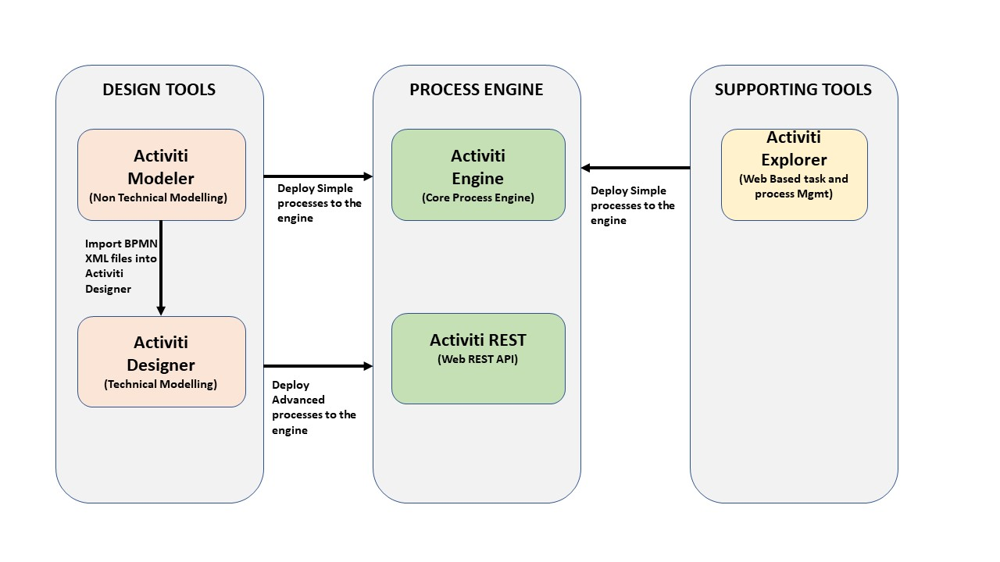 DESIGN TOOLS
Activiti
Modeler
(Non Technical Modelling)
Import BPMN
XML files into
Activiti
Designer
Activiti
Designer
(Technical Modelling)
Deploy Simple
processes to the
engine
Deploy
Advanced
processes to the
engine
PROCESS ENGINE
Activiti
Engine
(Core Process Engine)
Activiti REST
(Web REST API)
Deploy Simple
processes to the
engine
SUPPORTING TOOLS
Activiti
Explorer
(Web Based task and
process Mgmt)